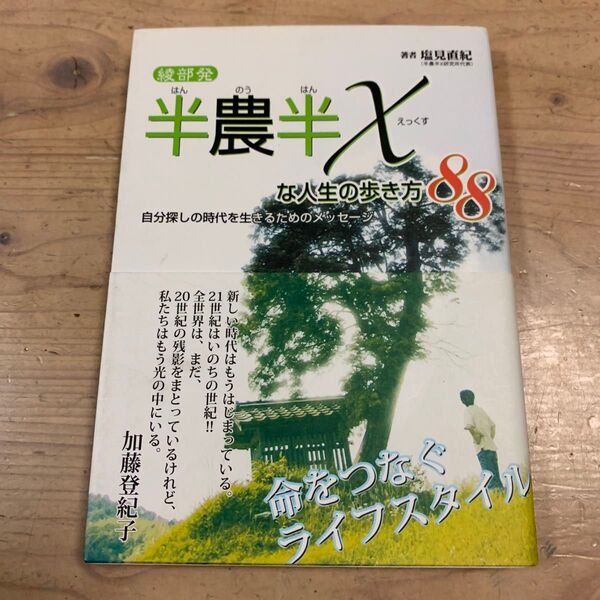 著者 塩見直紀
(半農半X研究所代表)
綾部発
はん のう はん
半農半X
えっくす
な人生の歩き方88
自分探しの時代を生きるためのメッセージ
新しい時代はもうはじまっている。
21世紀はいのちの世紀!!
全世界は、まだ、
20世紀の残影をまとっているけれど、
私たちはもう光の中にいる。
加藤登紀子
命をつなぐ
ライフスタイル